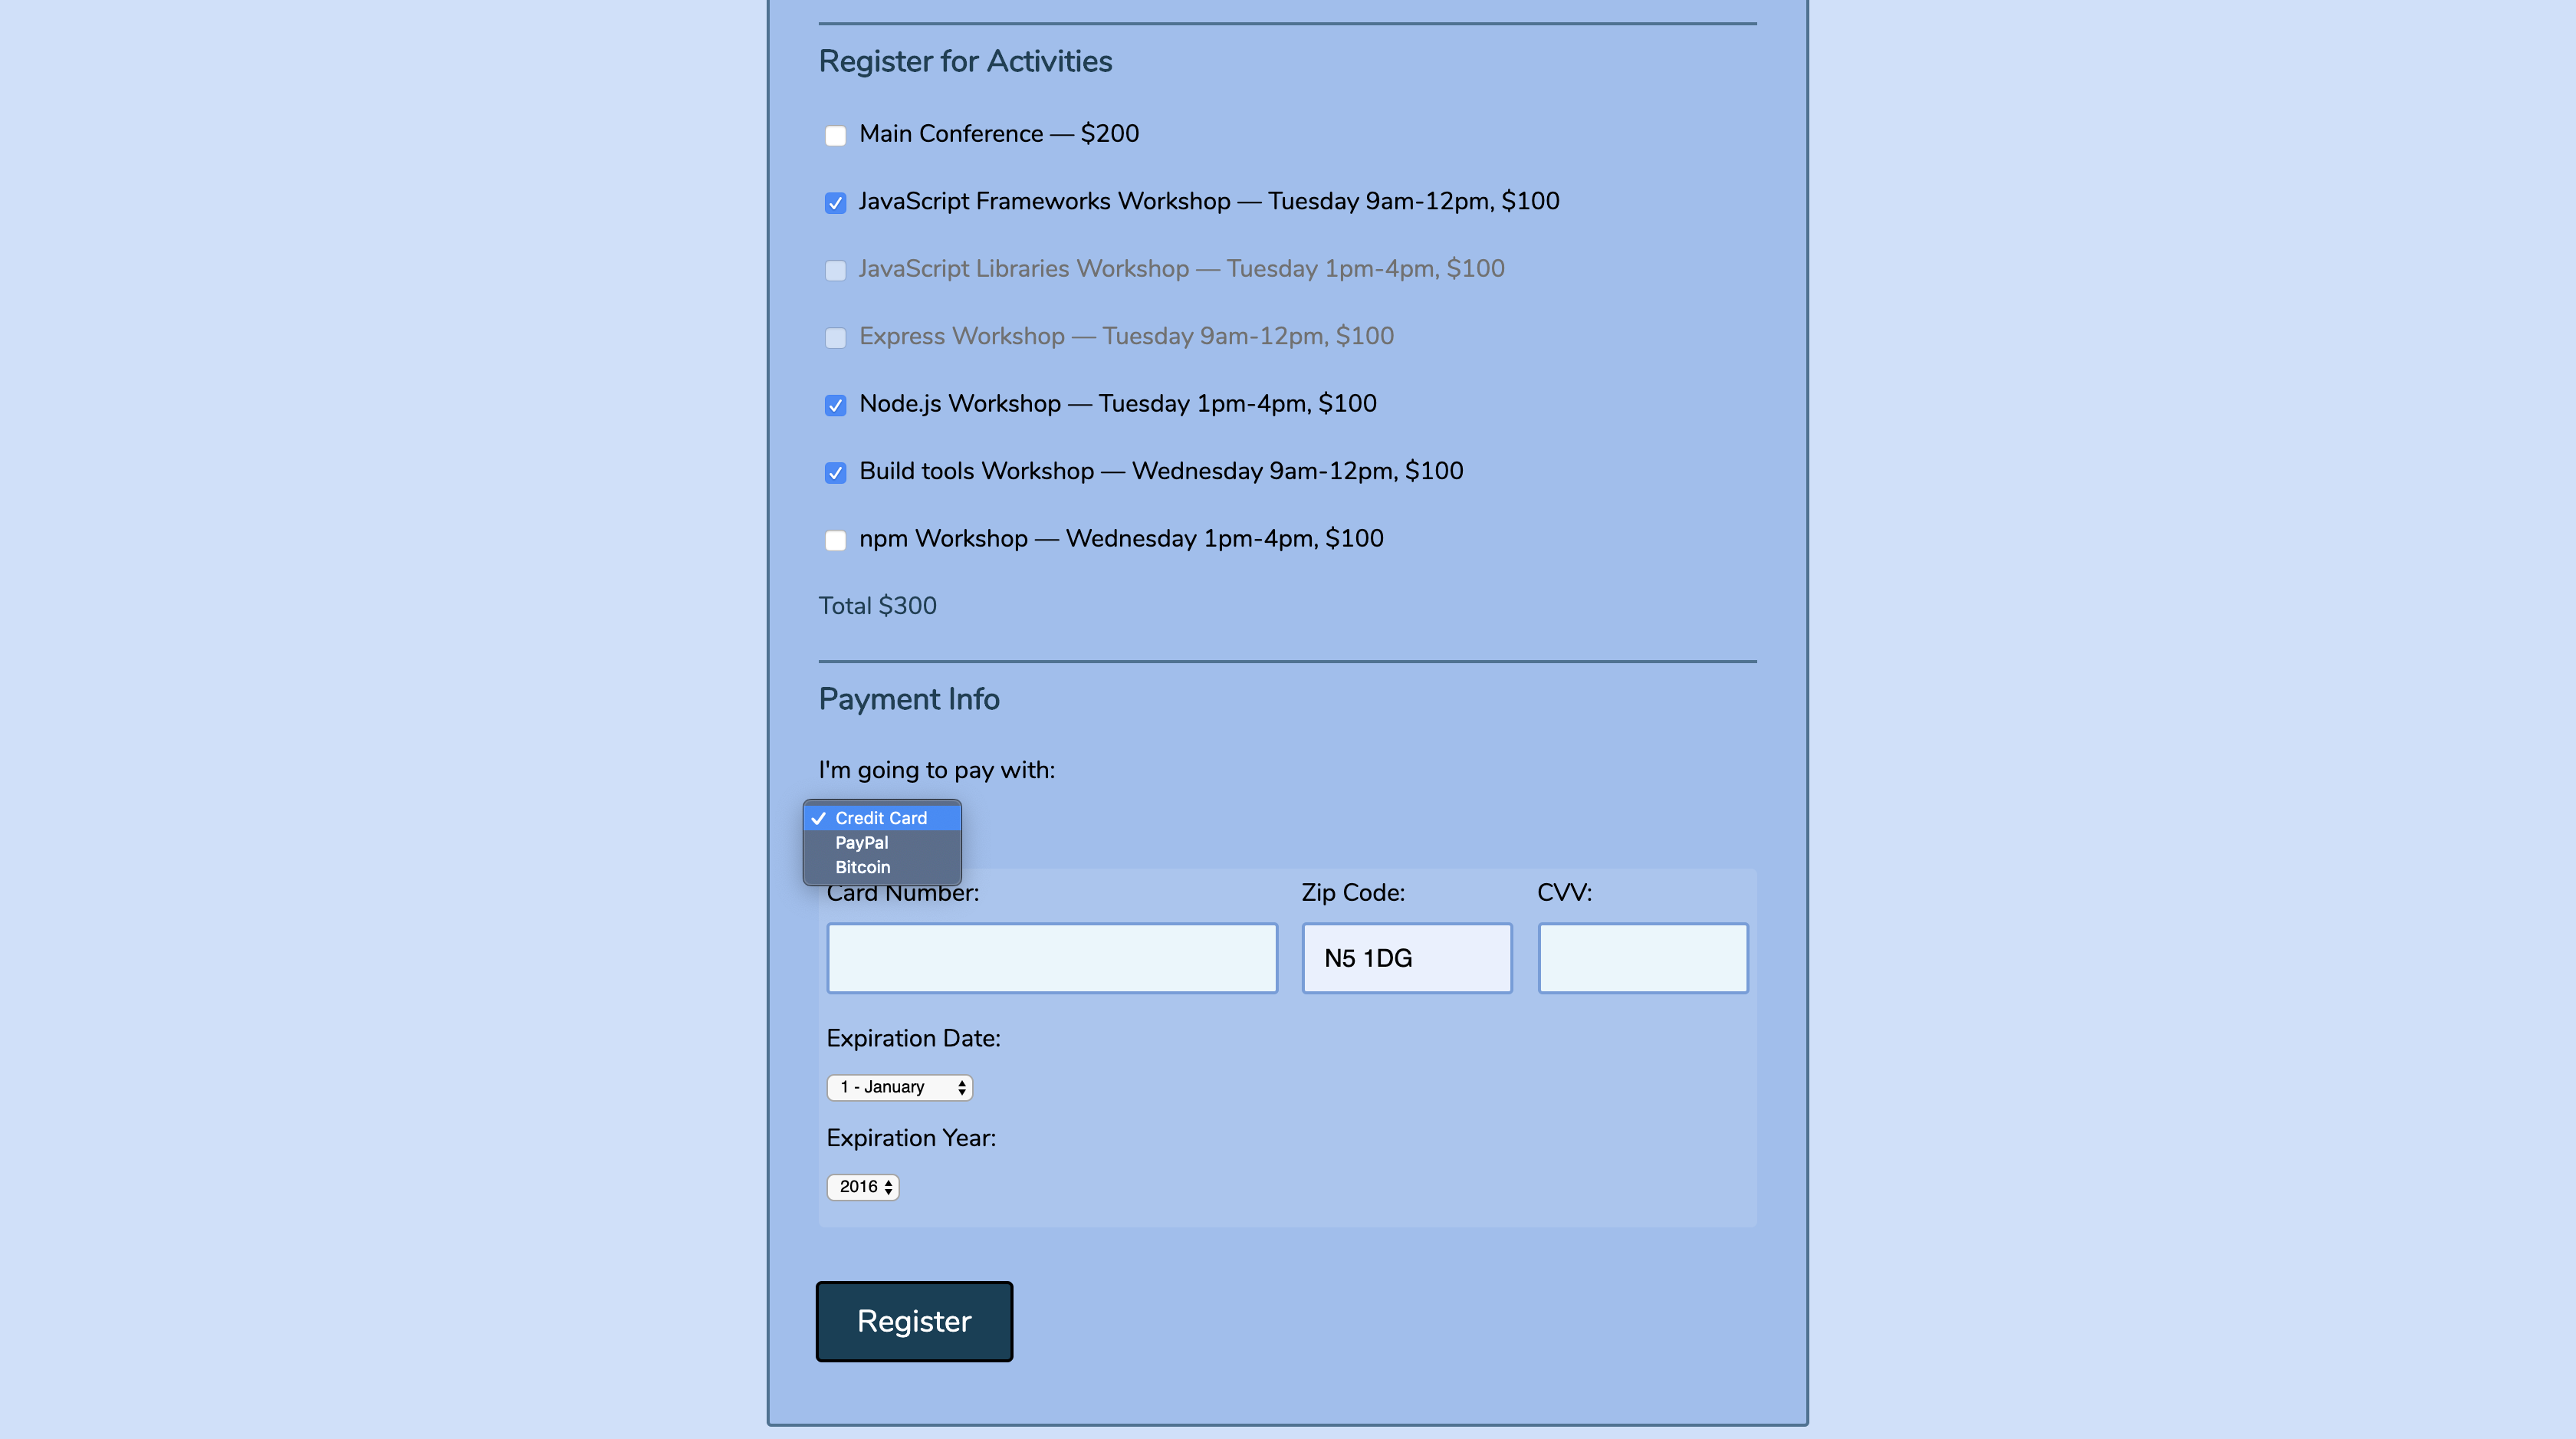 Register for Activities
Main Conference — $200
JavaScript Frameworks Workshop — Tuesday 9am-12pm, $100
JavaScript Libraries Workshop — Tuesday 1pm-4pm, $100
Express Workshop — Tuesday 9am-12pm, $100
Node.js Workshop — Tuesday 1pm-4pm, $100
Build tools Workshop — Wednesday 9am-12pm, $100
npm Workshop — Wednesday 1pm-4pm, $100
Total $300
Payment Info
I'm going to pay with:
Credit Card
PayPal
Bitcoin
Card Number: Zip Code: CVV:
N5 1DG
Expiration Date:
1 - January
Expiration Year:
2016
Register